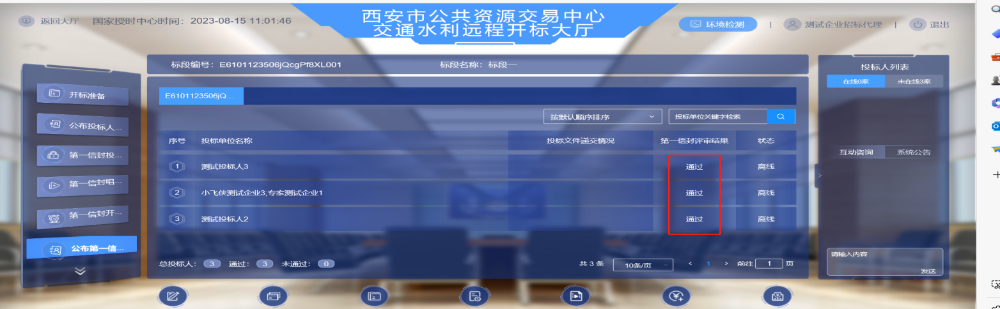 返回大厅 国家授时中心时间：2023-08-15 11:01:46
西安市公共资源交易中心
交通水利远程开标大厅
环境检测 | 测试企业招标代理 | 退出
标段编号：E6101123506jQcgPf8XL001 标段名称：标段一
开标准备
公布投标人...
第一信封投...
第一信封唱...
第一信封开...
公布第一信...
E6101123506jQ...
按默认顺序排序 投标单位关键字检索
序号 投标单位名称 投标文件递交情况 第一信封评审结果 状态
1 测试投标人3 通过 离线
2 小飞侠测试企业3;专家测试企业1 通过 离线
3 测试投标人2 通过 离线
总投标人： 3 通过： 3 未通过： 0
共 3 条 10条/页 < 1 > 前往 1 页
投标人列表
在线0家 未在线3家
互动咨询 系统公告
>
请输入内容
发送